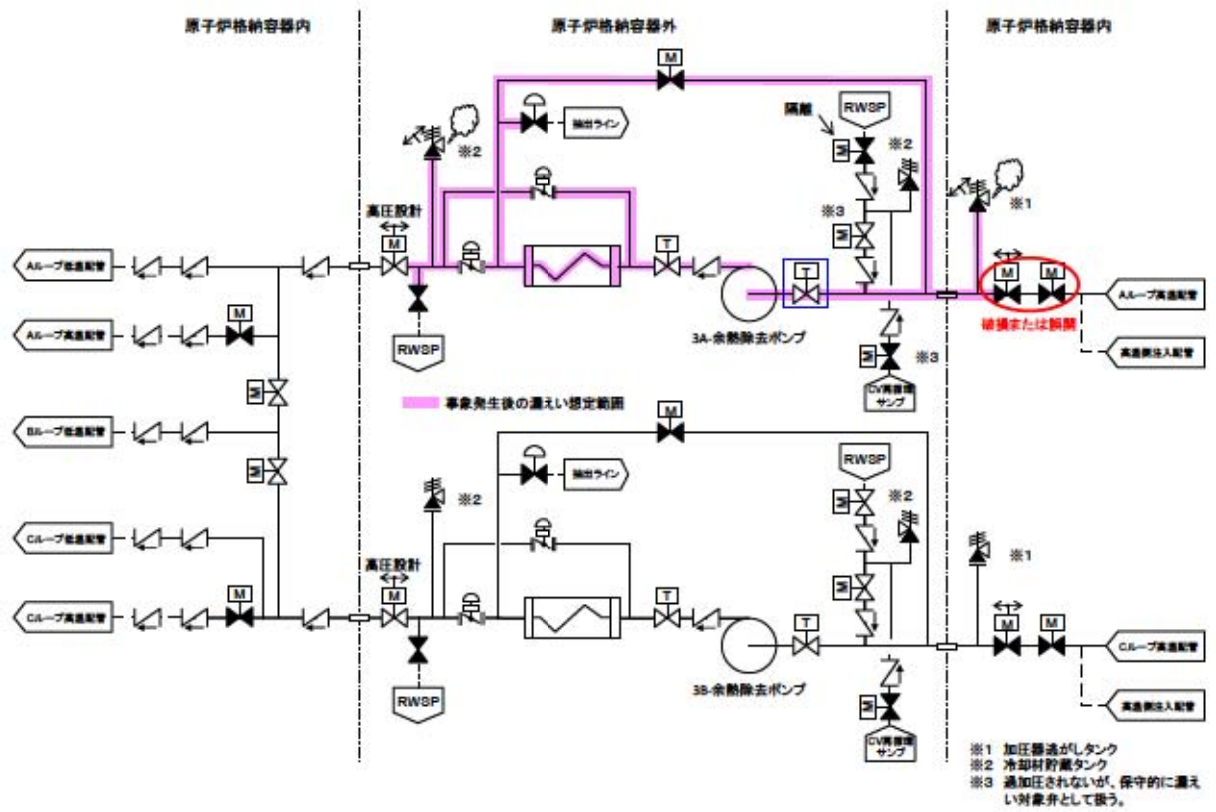 原子炉格納容器内
原子炉格納容器外
原子炉格納容器内
M
抽出ライン
隔離
RWSP
※2
M
※2
※1
高圧設計
M
※3
M
T
T
M
M
Aループ低温配管
Aループ高温配管
破損または誤開
M
Aループ高温配管
RWSP
3A-余熱除去ポンプ
※3
M
高温側注入配管
CV再循環
サンプ
M
事象発生後の漏えい想定範囲
M
Bループ低温配管
RWSP
M
抽出ライン
※2
M
※2
Cループ低温配管
※1
高圧設計
M
M
M
T
T
M
M
Cループ高温配管
Cループ高温配管
RWSP
3B-余熱除去ポンプ
M
高温側注入配管
CV再循環
サンプ
※1 加圧器逃がしタンク
※2 冷却材貯蔵タンク
※3 過加圧されないが、保守的に漏え
い対象弁として扱う。